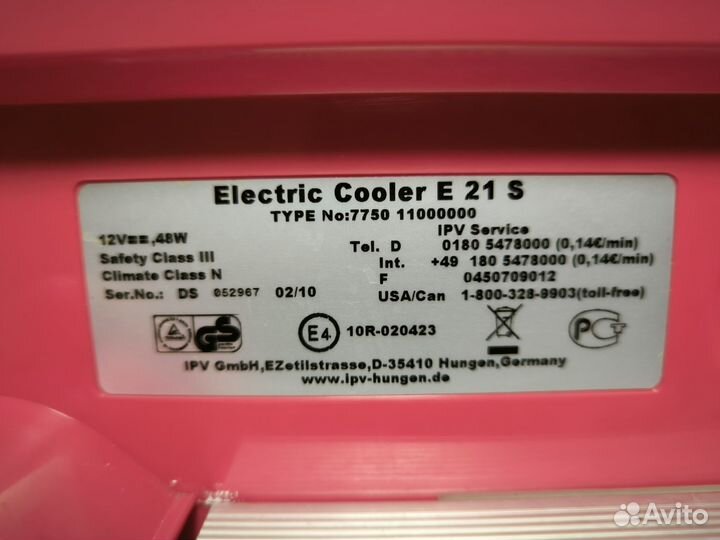 Electric Cooler E 21 S
TYPE No:7750 11000000
12V⎓,48W
Safety Class III
Climate Class N
Ser.No.: DS 052967 02/10
IPV Service
Tel. D 0180 5478000 (0,14€/min)
Int. +49 180 5478000 (0,14€/min)
F 0450709012
USA/Can 1-800-328-9903(toll-free)
GS
E4 10R-020423
PCT
IPV GmbH,EZetilstrasse,D-35410 Hungen,Germany
www.ipv-hungen.de
Avito